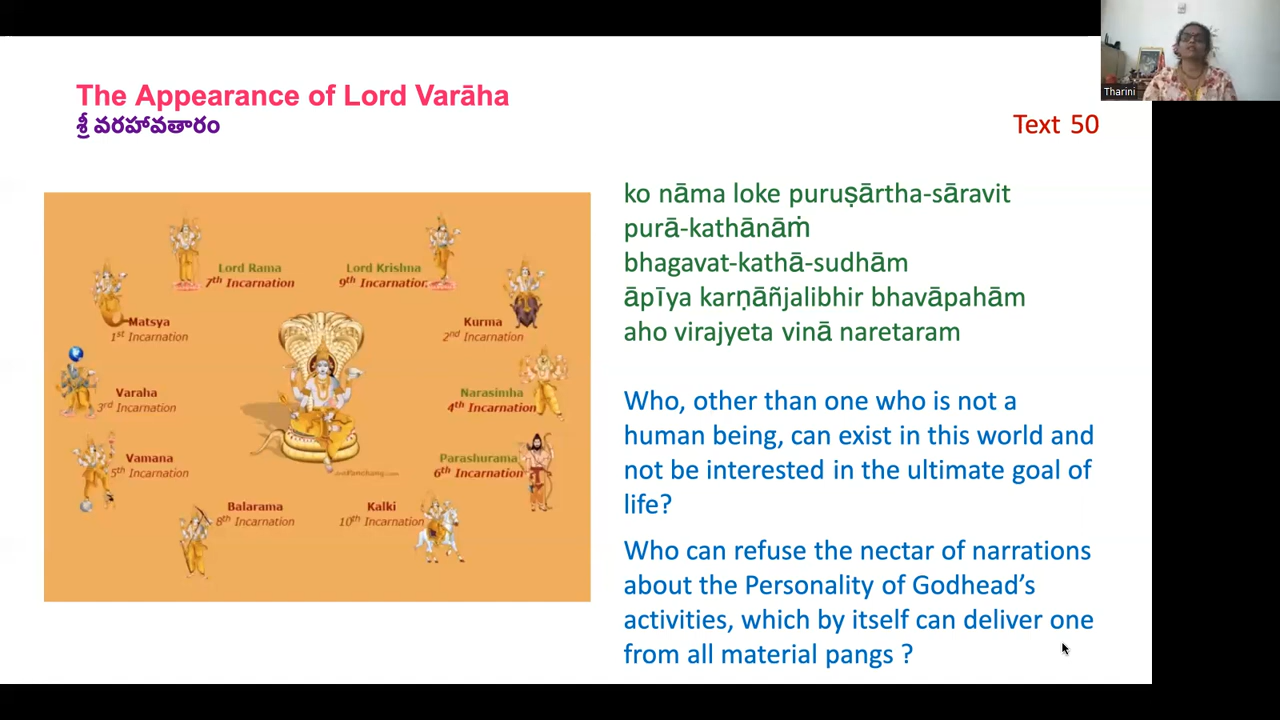 Tharini
The Appearance of Lord Varāha
శ్రీ వరహావతారం
Text 50
Lord Rama
7th Incarnation
Lord Krishna
9th Incarnation
Matsya
1st Incarnation
Kurma
2nd Incarnation
Varaha
3rd Incarnation
Narasimha
4th Incarnation
Vamana
5th Incarnation
Parashurama
6th Incarnation
Balarama
8th Incarnation
Kalki
10th Incarnation
ko nāma loke puruṣārtha-sāravit
purā-kathānāṁ
bhagavat-kathā-sudhām
āpīya karṇāñjalibhir bhavāpahām
aho virajyeta vinā naretaram
Who, other than one who is not a
human being, can exist in this world and
not be interested in the ultimate goal of
life?
Who can refuse the nectar of narrations
about the Personality of Godhead’s
activities, which by itself can deliver one
from all material pangs ?